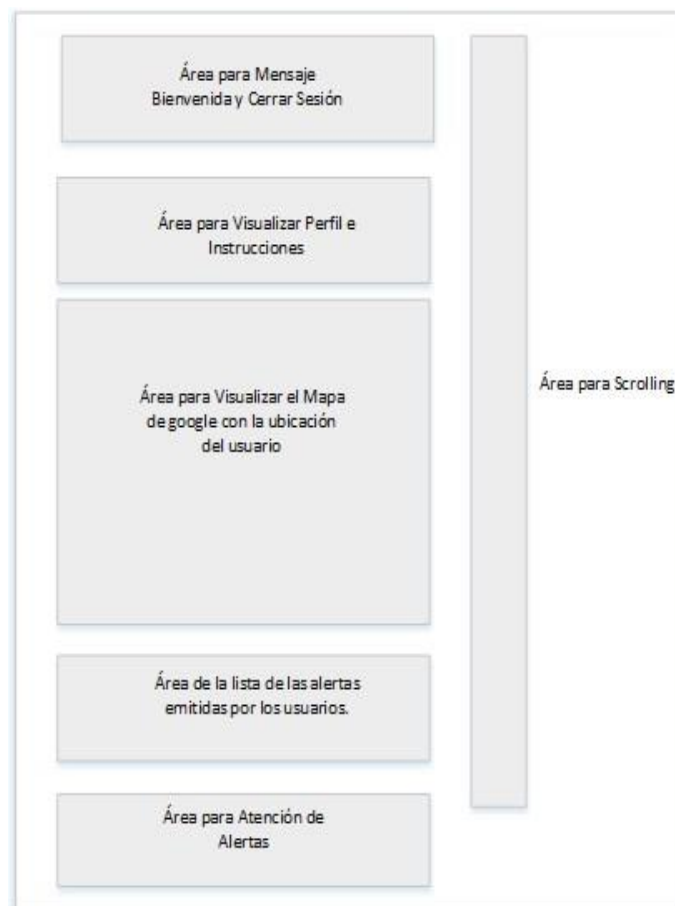 Área para Mensaje
Bienvenida y Cerrar Sesión
Área para Visualizar Perfil e
Instrucciones
Área para Visualizar el Mapa
de google con la ubicación
del usuario
Área para Scrolling
Área de la lista de las alertas
emitidas por los usuarios.
Área para Atención de
Alertas